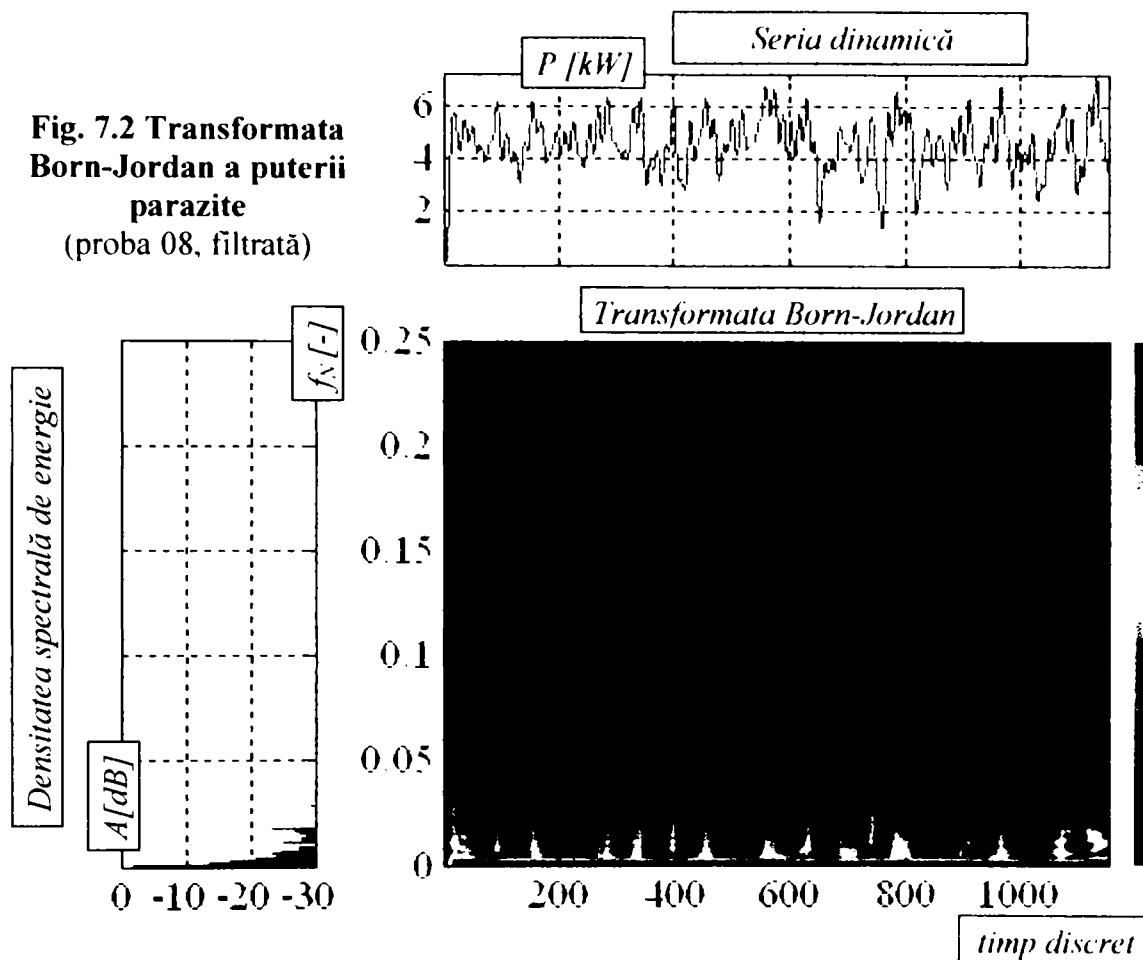 Seria dinamică
P [kW]
Fig. 7.2 Transformata
Born-Jordan a puterii
parazite
(proba 08, filtrată)
6
4
2
Transformata Born-Jordan
Densitatea spectrală de energie
A[dB]
f_N [-]
0.25
0.2
0.15
0.1
0.05
0
0 -10 -20 -30
200 400 600 800 1000
timp discret